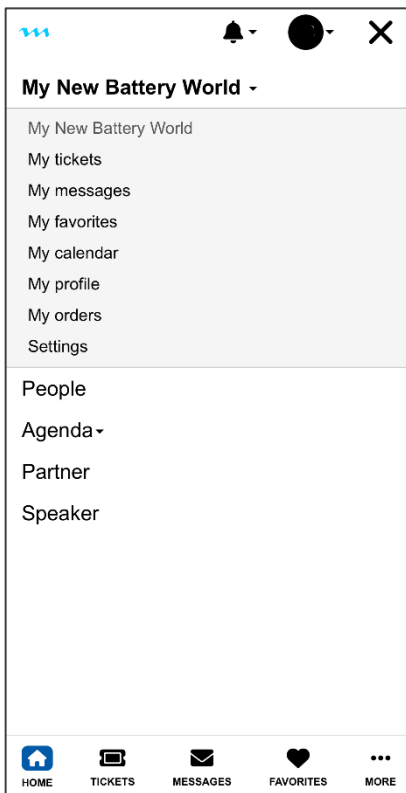 My New Battery World
My New Battery World
My tickets
My messages
My favorites
My calendar
My profile
My orders
Settings
People
Agenda
Partner
Speaker
HOME TICKETS MESSAGES FAVORITES MORE